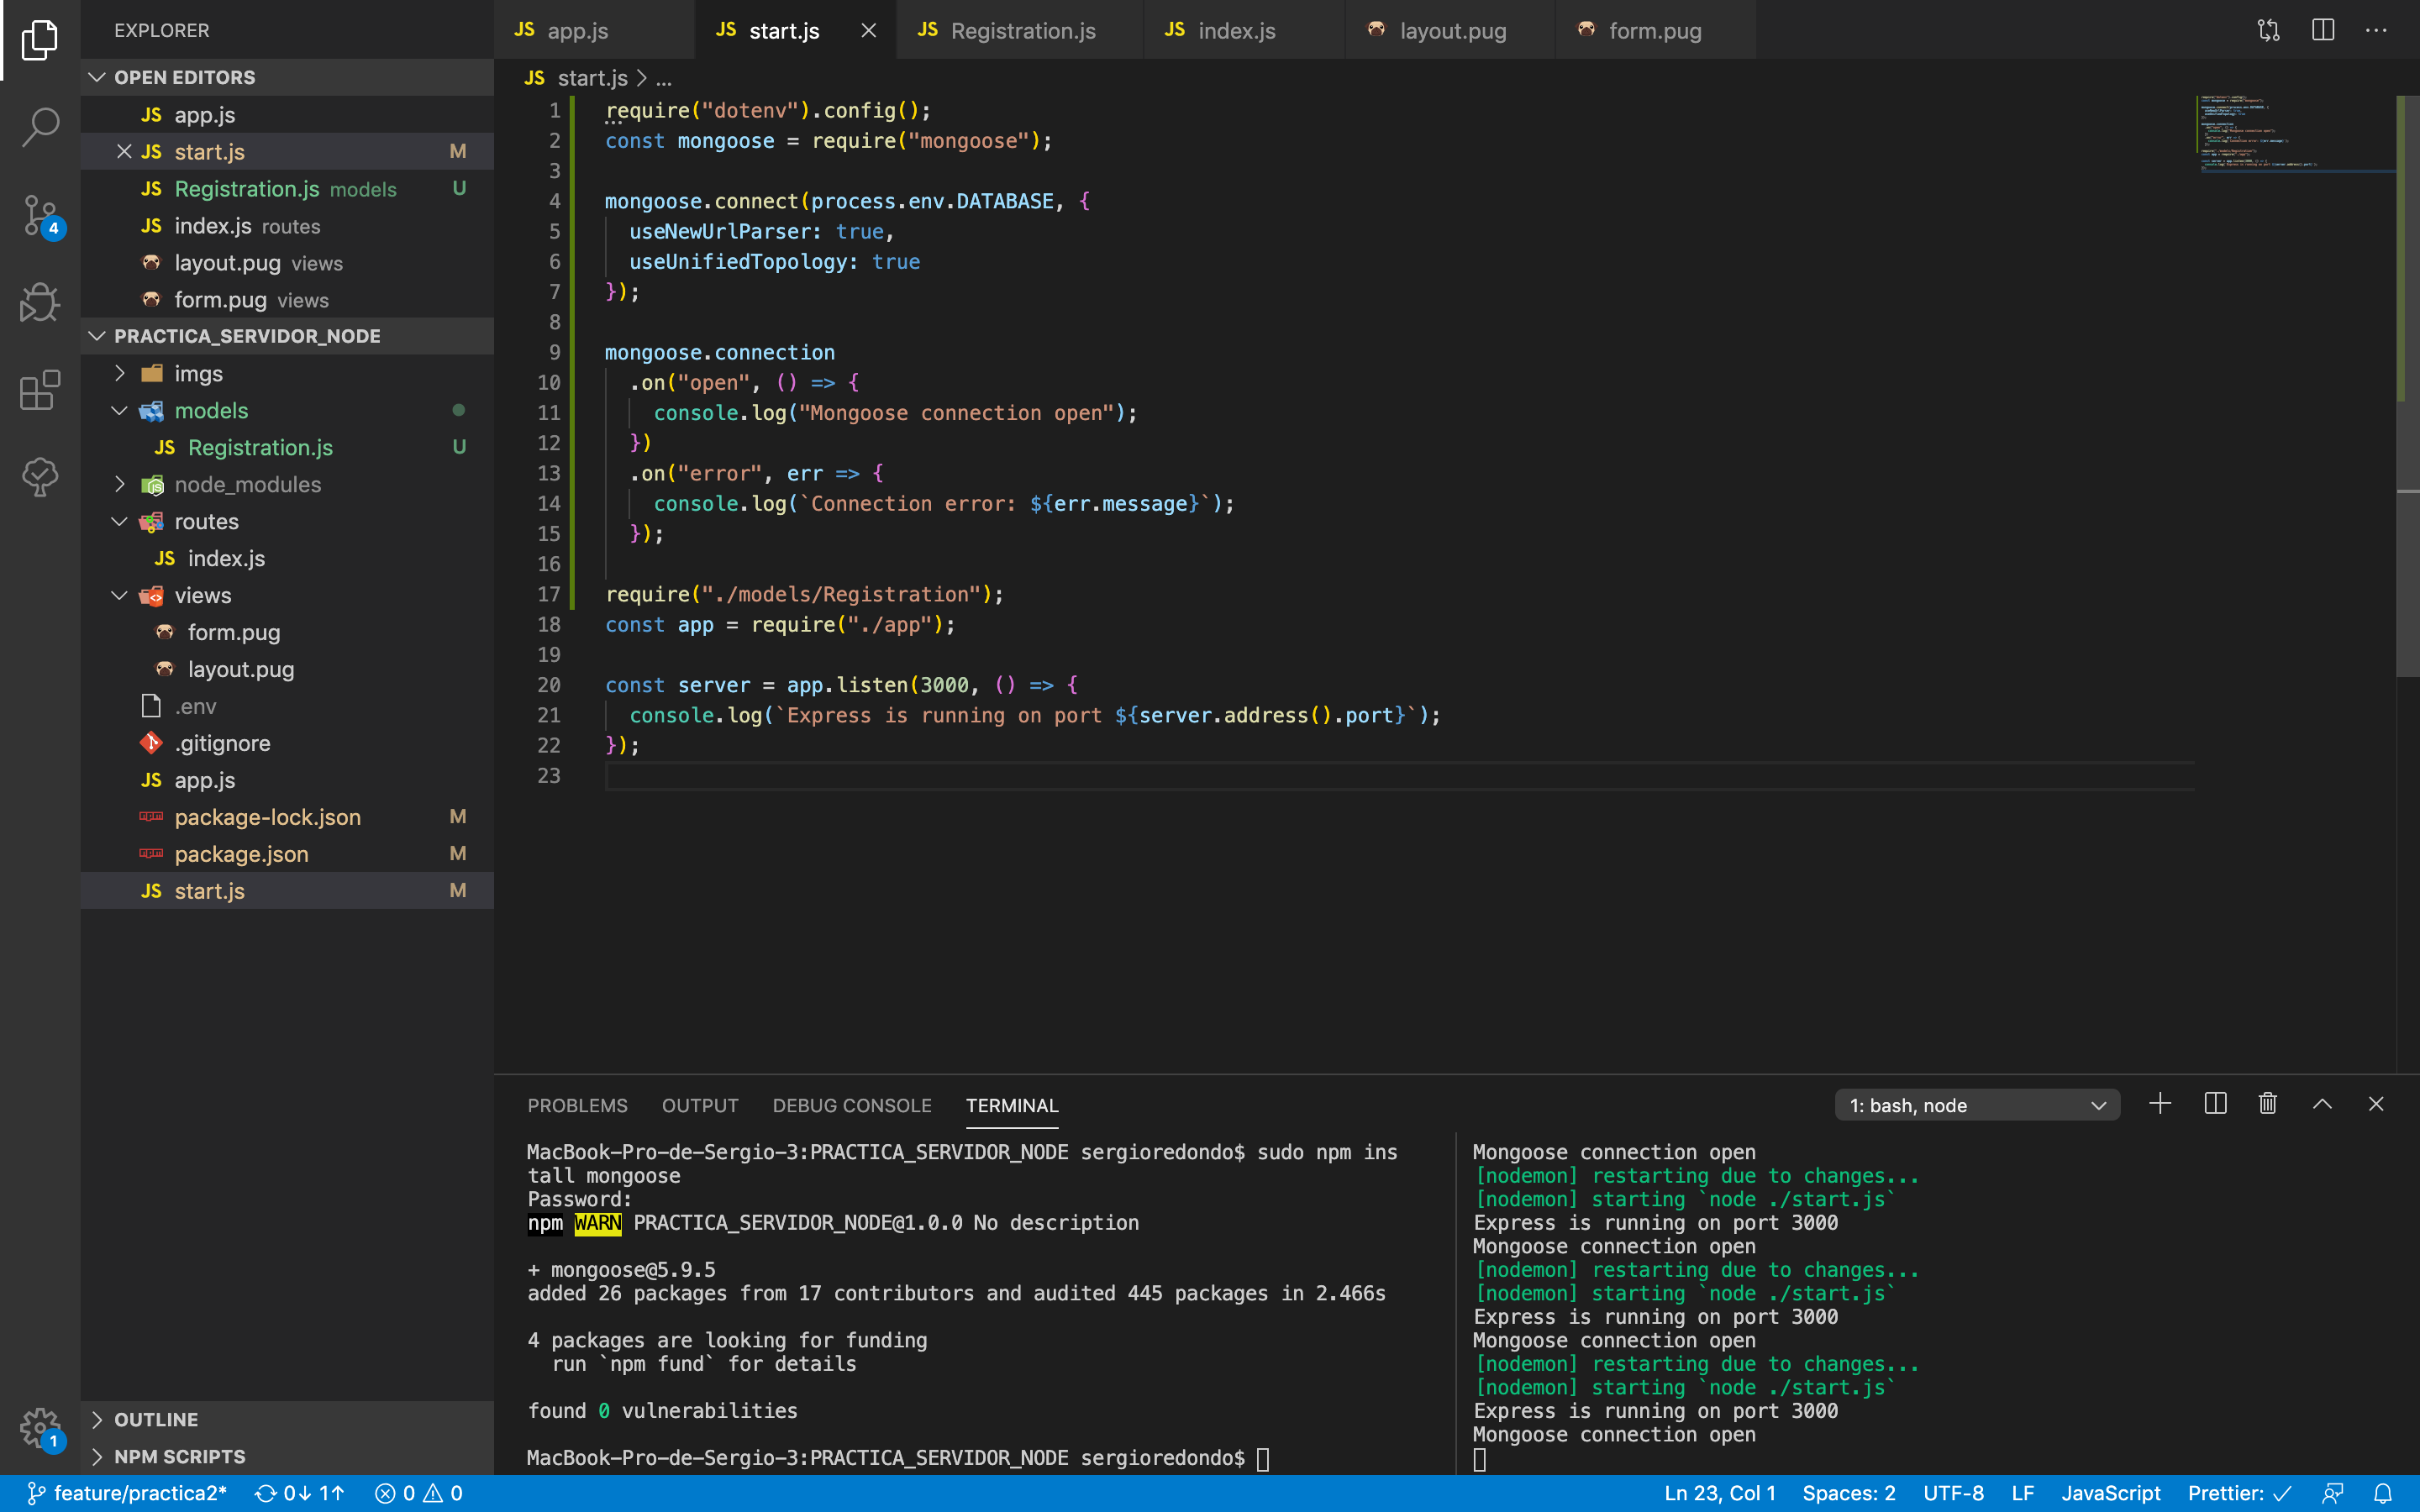 EXPLORER
OPEN EDITORS
JS app.js
JS start.js M
JS Registration.js models U
JS index.js routes
layout.pug views
form.pug views
PRACTICA_SERVIDOR_NODE
imgs
models
JS Registration.js U
node_modules
routes
JS index.js
views
form.pug
layout.pug
.env
.gitignore
JS app.js
package-lock.json M
package.json M
JS start.js M
OUTLINE
NPM SCRIPTS
4
1
JS app.js
JS start.js
JS Registration.js
JS index.js
layout.pug
form.pug
JS start.js > ...
1 require("dotenv").config();
2 const mongoose = require("mongoose");
3
4 mongoose.connect(process.env.DATABASE, {
5   useNewUrlParser: true,
6   useUnifiedTopology: true
7 });
8
9 mongoose.connection
10   .on("open", () => {
11     console.log("Mongoose connection open");
12   })
13   .on("error", err => {
14     console.log(`Connection error: ${err.message}`);
15   });
16
17 require("./models/Registration");
18 const app = require("./app");
19
20 const server = app.listen(3000, () => {
21   console.log(`Express is running on port ${server.address().port}`);
22 });
23
PROBLEMS OUTPUT DEBUG CONSOLE TERMINAL
1: bash, node
MacBook-Pro-de-Sergio-3:PRACTICA_SERVIDOR_NODE sergioredondo$ sudo npm ins
tall mongoose
Password:
npm WARN PRACTICA_SERVIDOR_NODE@1.0.0 No description
+ mongoose@5.9.5
added 26 packages from 17 contributors and audited 445 packages in 2.466s
4 packages are looking for funding
  run `npm fund` for details
found 0 vulnerabilities
MacBook-Pro-de-Sergio-3:PRACTICA_SERVIDOR_NODE sergioredondo$
Mongoose connection open
[nodemon] restarting due to changes...
[nodemon] starting `node ./start.js`
Express is running on port 3000
Mongoose connection open
[nodemon] restarting due to changes...
[nodemon] starting `node ./start.js`
Express is running on port 3000
Mongoose connection open
[nodemon] restarting due to changes...
[nodemon] starting `node ./start.js`
Express is running on port 3000
Mongoose connection open
feature/practica2* 0↓ 1↑ 0 0
Ln 23, Col 1 Spaces: 2 UTF-8 LF JavaScript Prettier: ✓